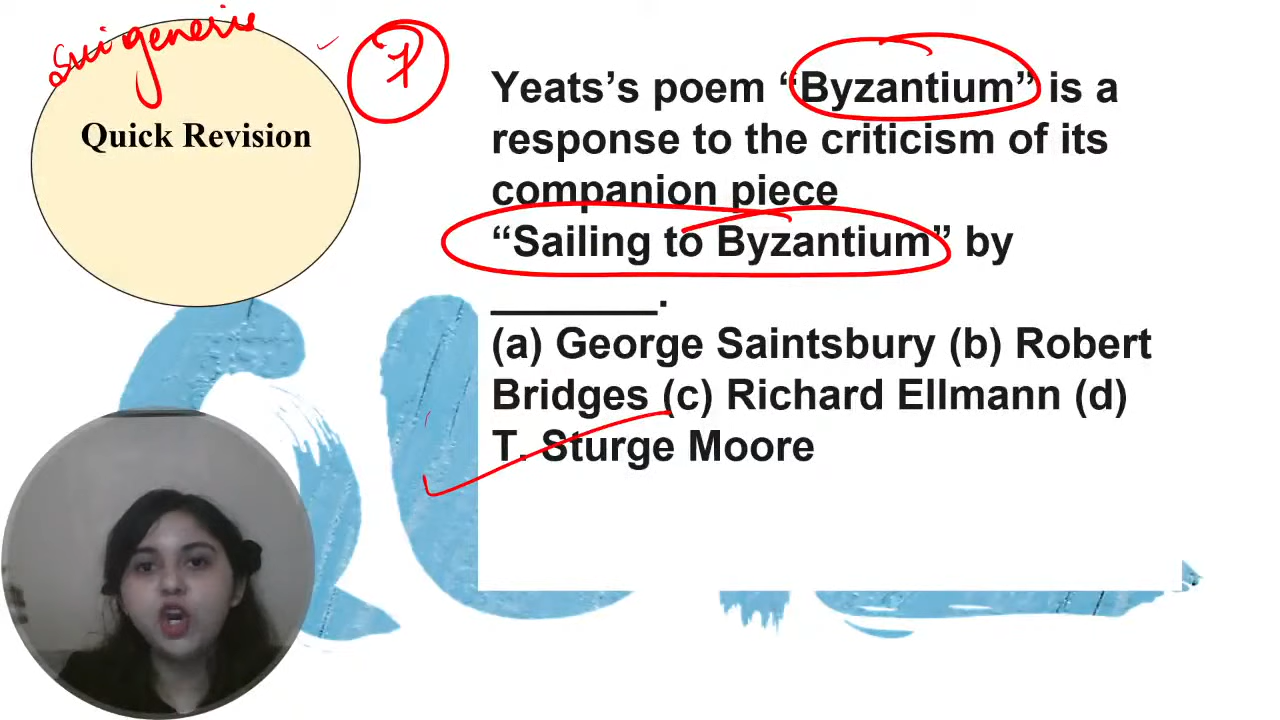 Sui generis
Quick Revision
7
Yeats's poem “Byzantium” is a
response to the criticism of its
companion piece
“Sailing to Byzantium” by
_______.
(a) George Saintsbury (b) Robert
Bridges (c) Richard Ellmann (d)
T. Sturge Moore